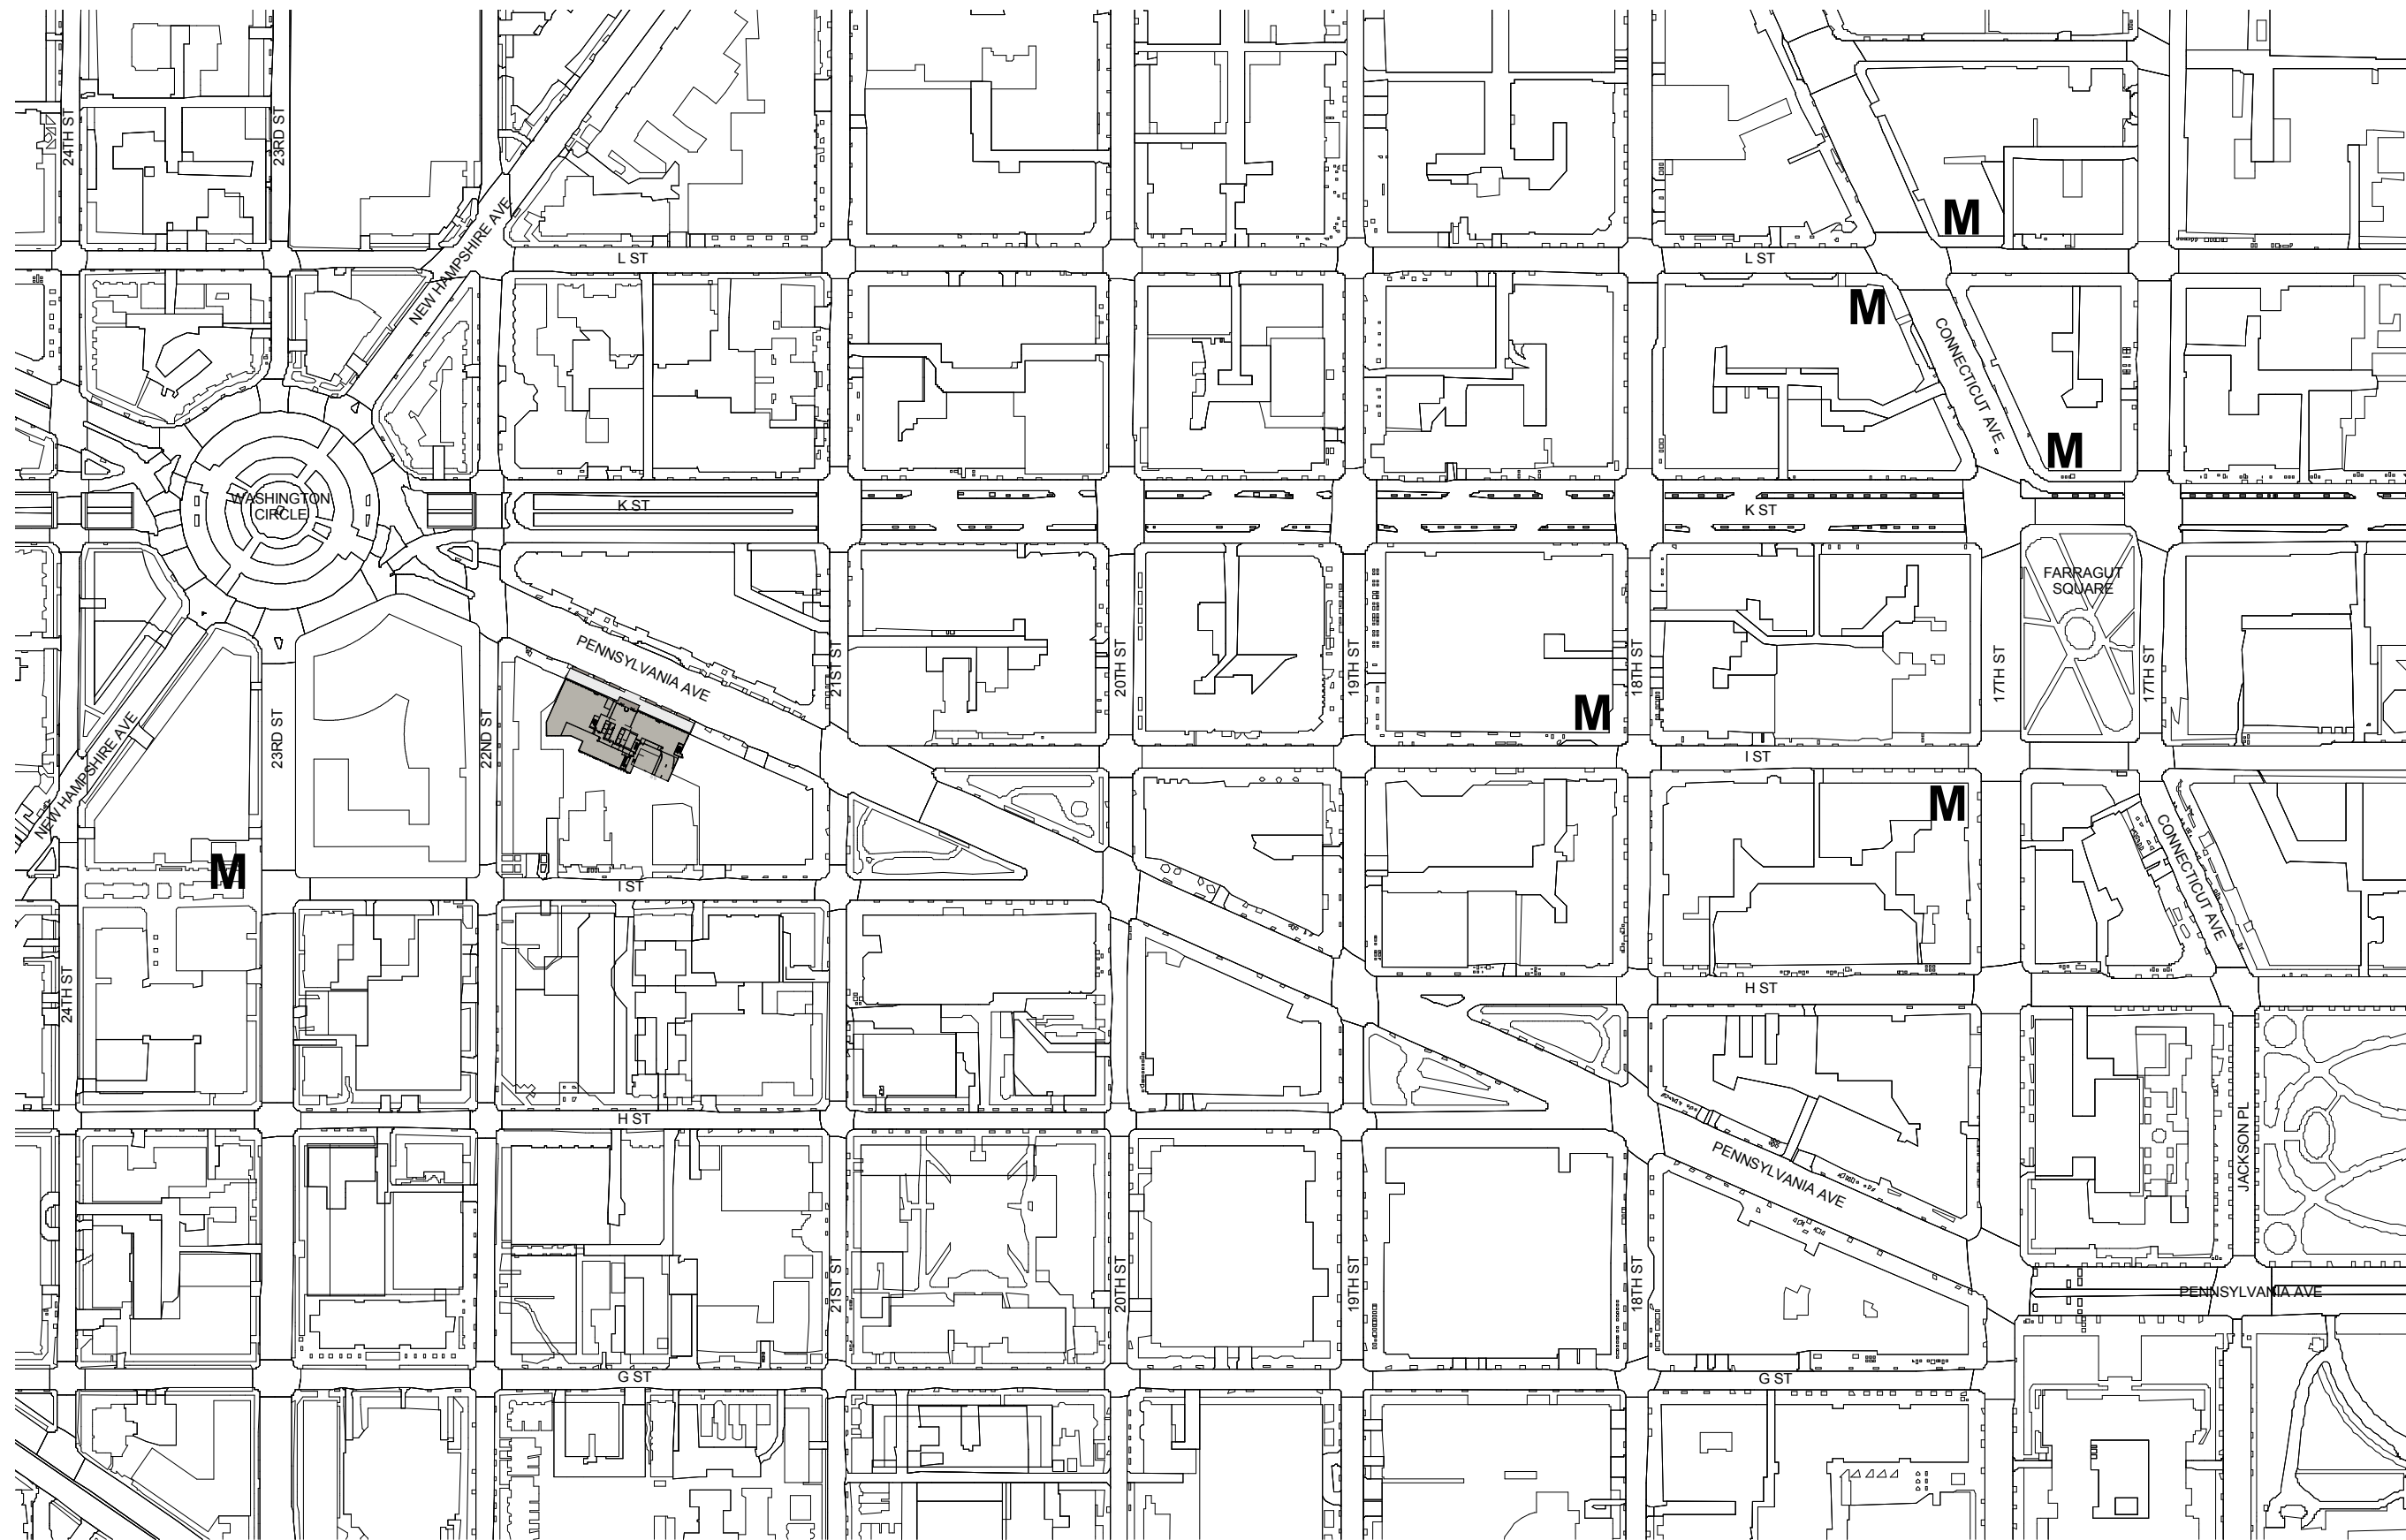 24TH ST
23RD ST
NEW HAMPSHIRE AVE
M
L ST
L ST
M
CONNECTICUT AVE
M
WASHINGTON
CIRCLE
K ST
K ST
FARRAGUT
SQUARE
PENNSYLVANIA AVE
21ST ST
20TH ST
19TH ST
18TH ST
17TH ST
17TH ST
NEW HAMPSHIRE AVE
23RD ST
22ND ST
M
I ST
M
CONNECTICUT AVE
M
I ST
24TH ST
H ST
H ST
JACKSON PL
PENNSYLVANIA AVE
21ST ST
20TH ST
19TH ST
18TH ST
PENNSYLVANIA AVE
G ST
G ST